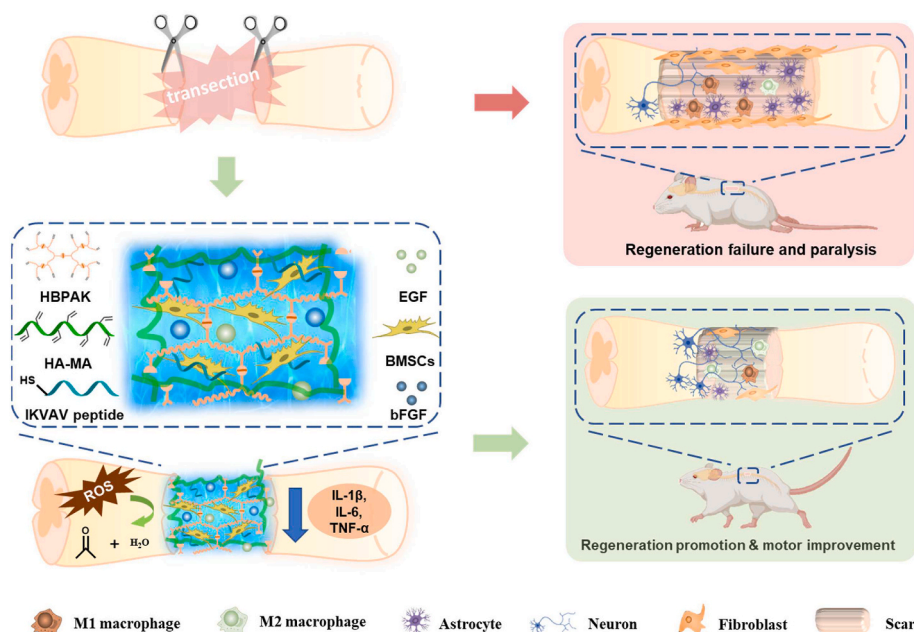 transection
Regeneration failure and paralysis
HBPAK
EGF
HA-MA
BMSCs
HS
IKVAV peptide
bFGF
ROS
O
+ H₂O
IL-1β,
IL-6,
TNF-α
Regeneration promotion & motor improvement
M1 macrophage
M2 macrophage
Astrocyte
Neuron
Fibroblast
Scar